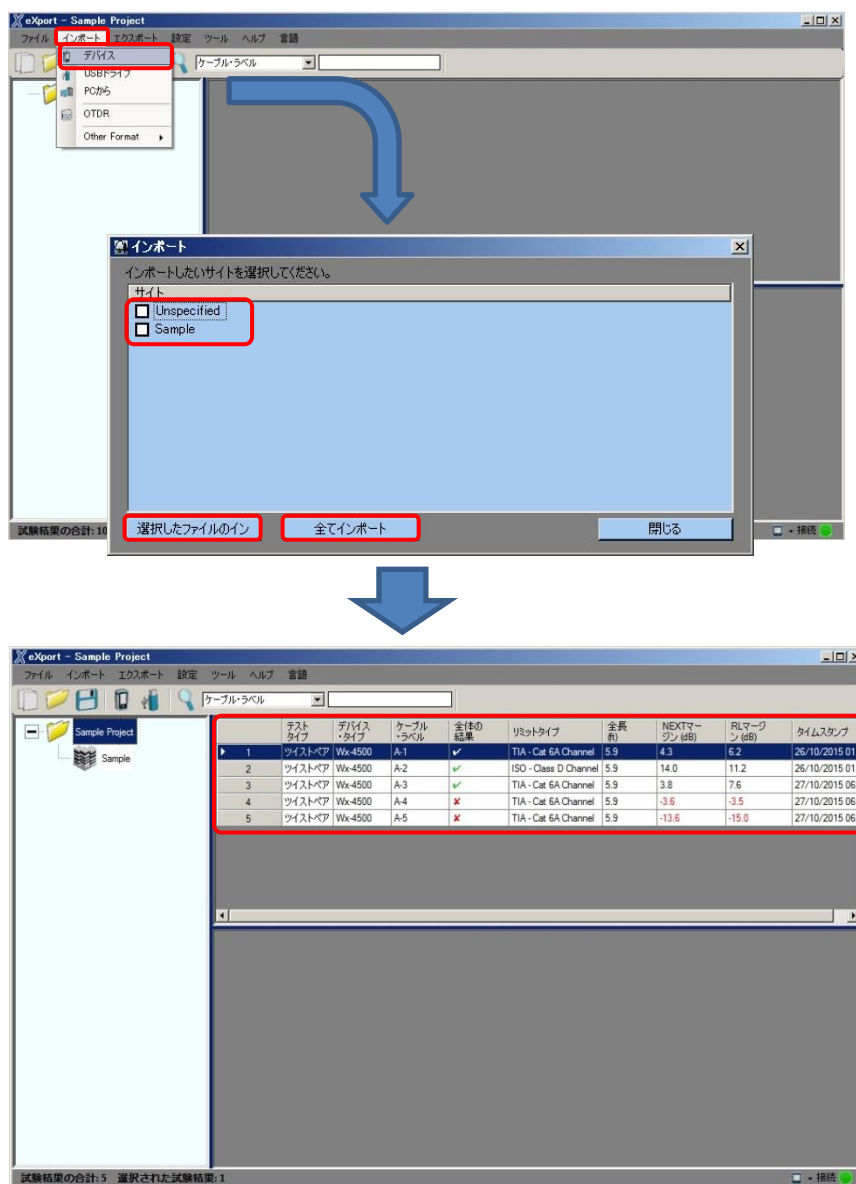 eXport - Sample Project
ファイル インポート エクスポート 設定 ツール ヘルプ 言語
デバイス
ケーブル・ラベル
USBドライブ
PCから
OTDR
Other Format
インポート
インポートしたいサイトを選択してください。
サイト
Unspecified
Sample
選択したファイルのイン 全てインポート 閉じる
試験結果の合計:10 接続
eXport - Sample Project
ファイル インポート エクスポート 設定 ツール ヘルプ 言語
ケーブル・ラベル
Sample Project
Sample
テストタイプ デバイス・タイプ ケーブル・ラベル 全体の結果 リミットタイプ 全長 (ft) NEXTマージン (dB) RLマージン (dB) タイムスタンプ
1 ツイストペア Wx-4500 A-1 ✔ TIA - Cat 6A Channel 5.9 4.3 6.2 26/10/2015 01
2 ツイストペア Wx-4500 A-2 ✔ ISO - Class D Channel 5.9 14.0 11.2 26/10/2015 01
3 ツイストペア Wx-4500 A-3 ✔ TIA - Cat 6A Channel 5.9 3.8 7.6 27/10/2015 06
4 ツイストペア Wx-4500 A-4 ✘ TIA - Cat 6A Channel 5.9 -3.6 -3.5 27/10/2015 06
5 ツイストペア Wx-4500 A-5 ✘ TIA - Cat 6A Channel 5.9 -13.6 -15.0 27/10/2015 06
試験結果の合計:5 選択された試験結果:1 接続